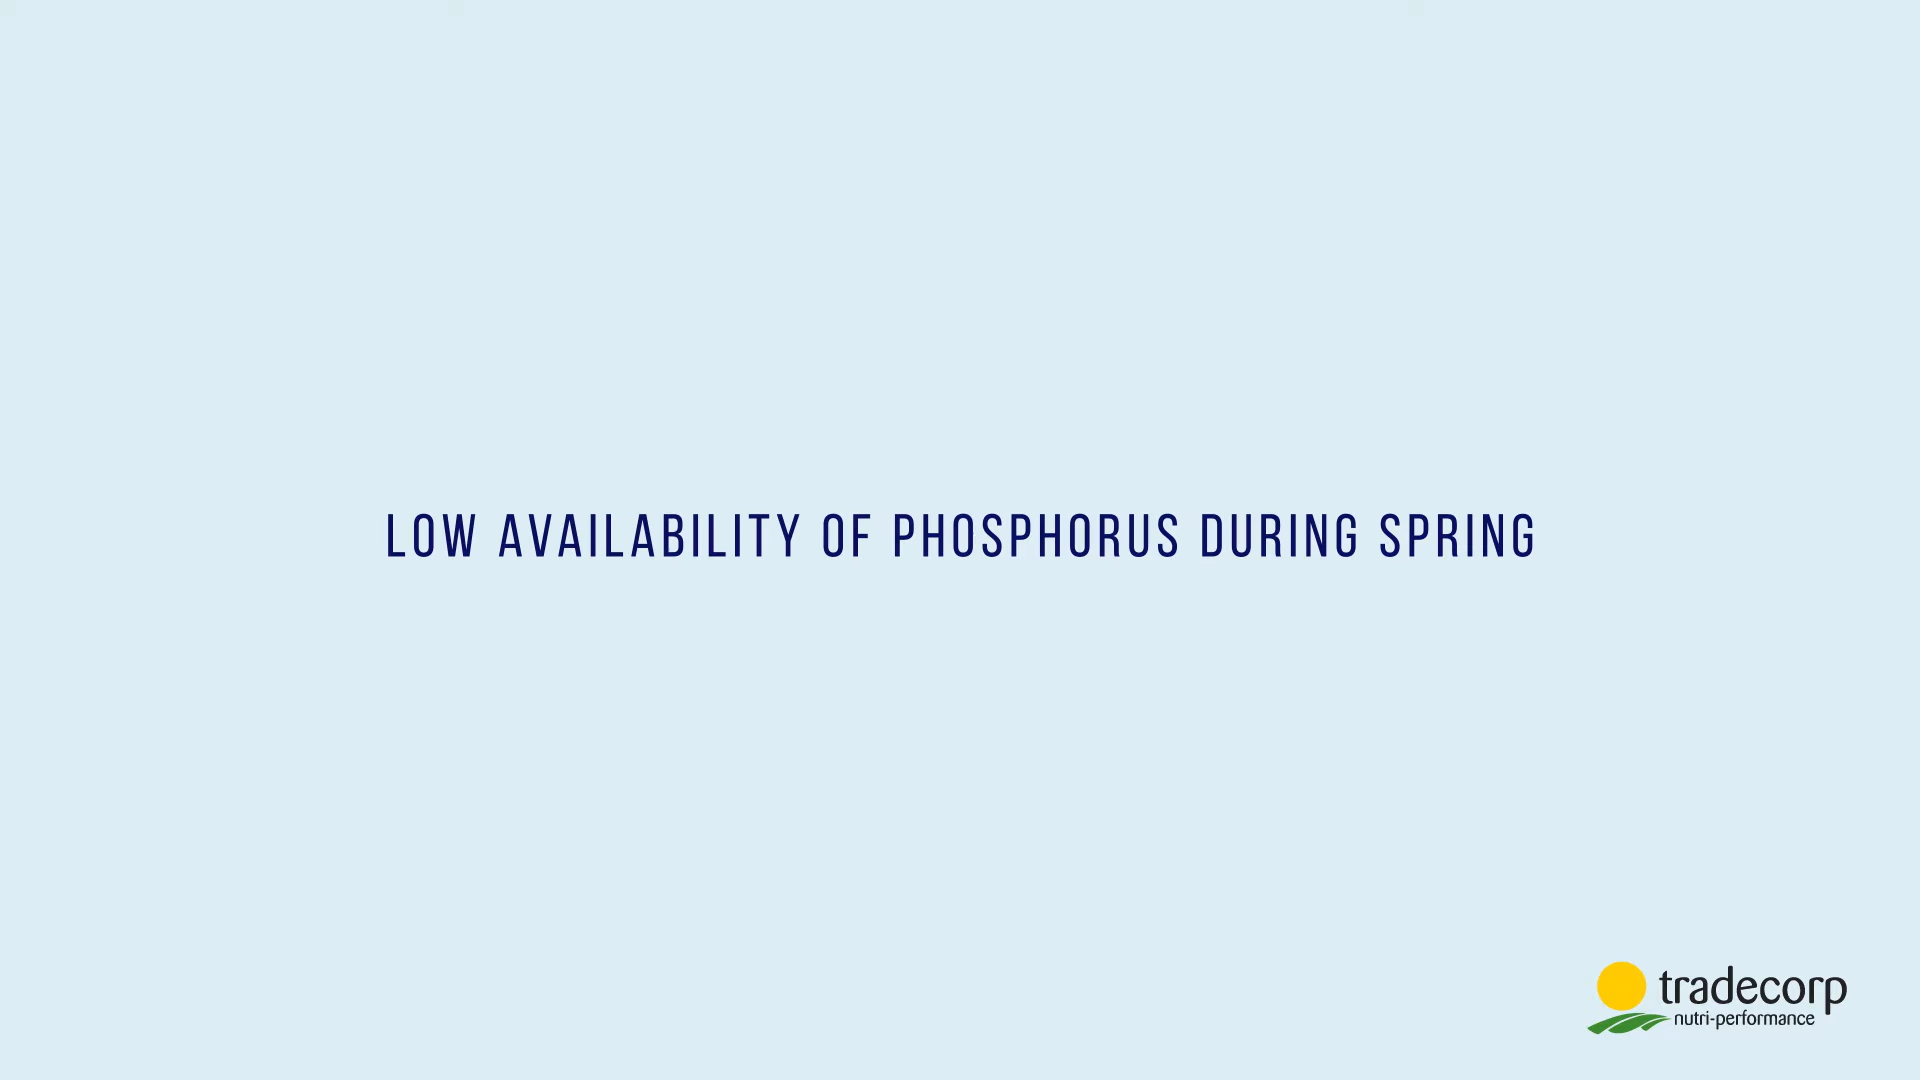 LOW AVAILABILITY OF PHOSPHORUS DURING SPRING
tradecorp
nutri-performance